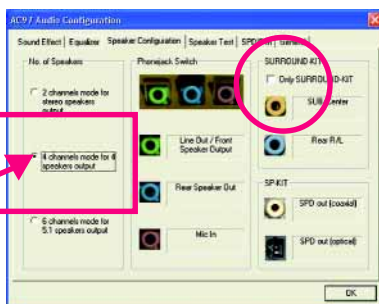 AC97 Audio Configuration
Sound Effect
Equalizer
Speaker Configuration
Speaker Test
General
No. of Speakers
2 channels mode for
stereo speakers
output
4 channels mode for 4
speakers output
6 channels mode for
5.1 speakers output
Phonejack Switch
Line Out / Front
Speaker Output
Rear Speaker Out
Mic In
SURROUND-KIT
Only SURROUND-KIT
Center
Rear R/L
SP-KIT
SPD out (coaxial)
SPD out (optical)
OK